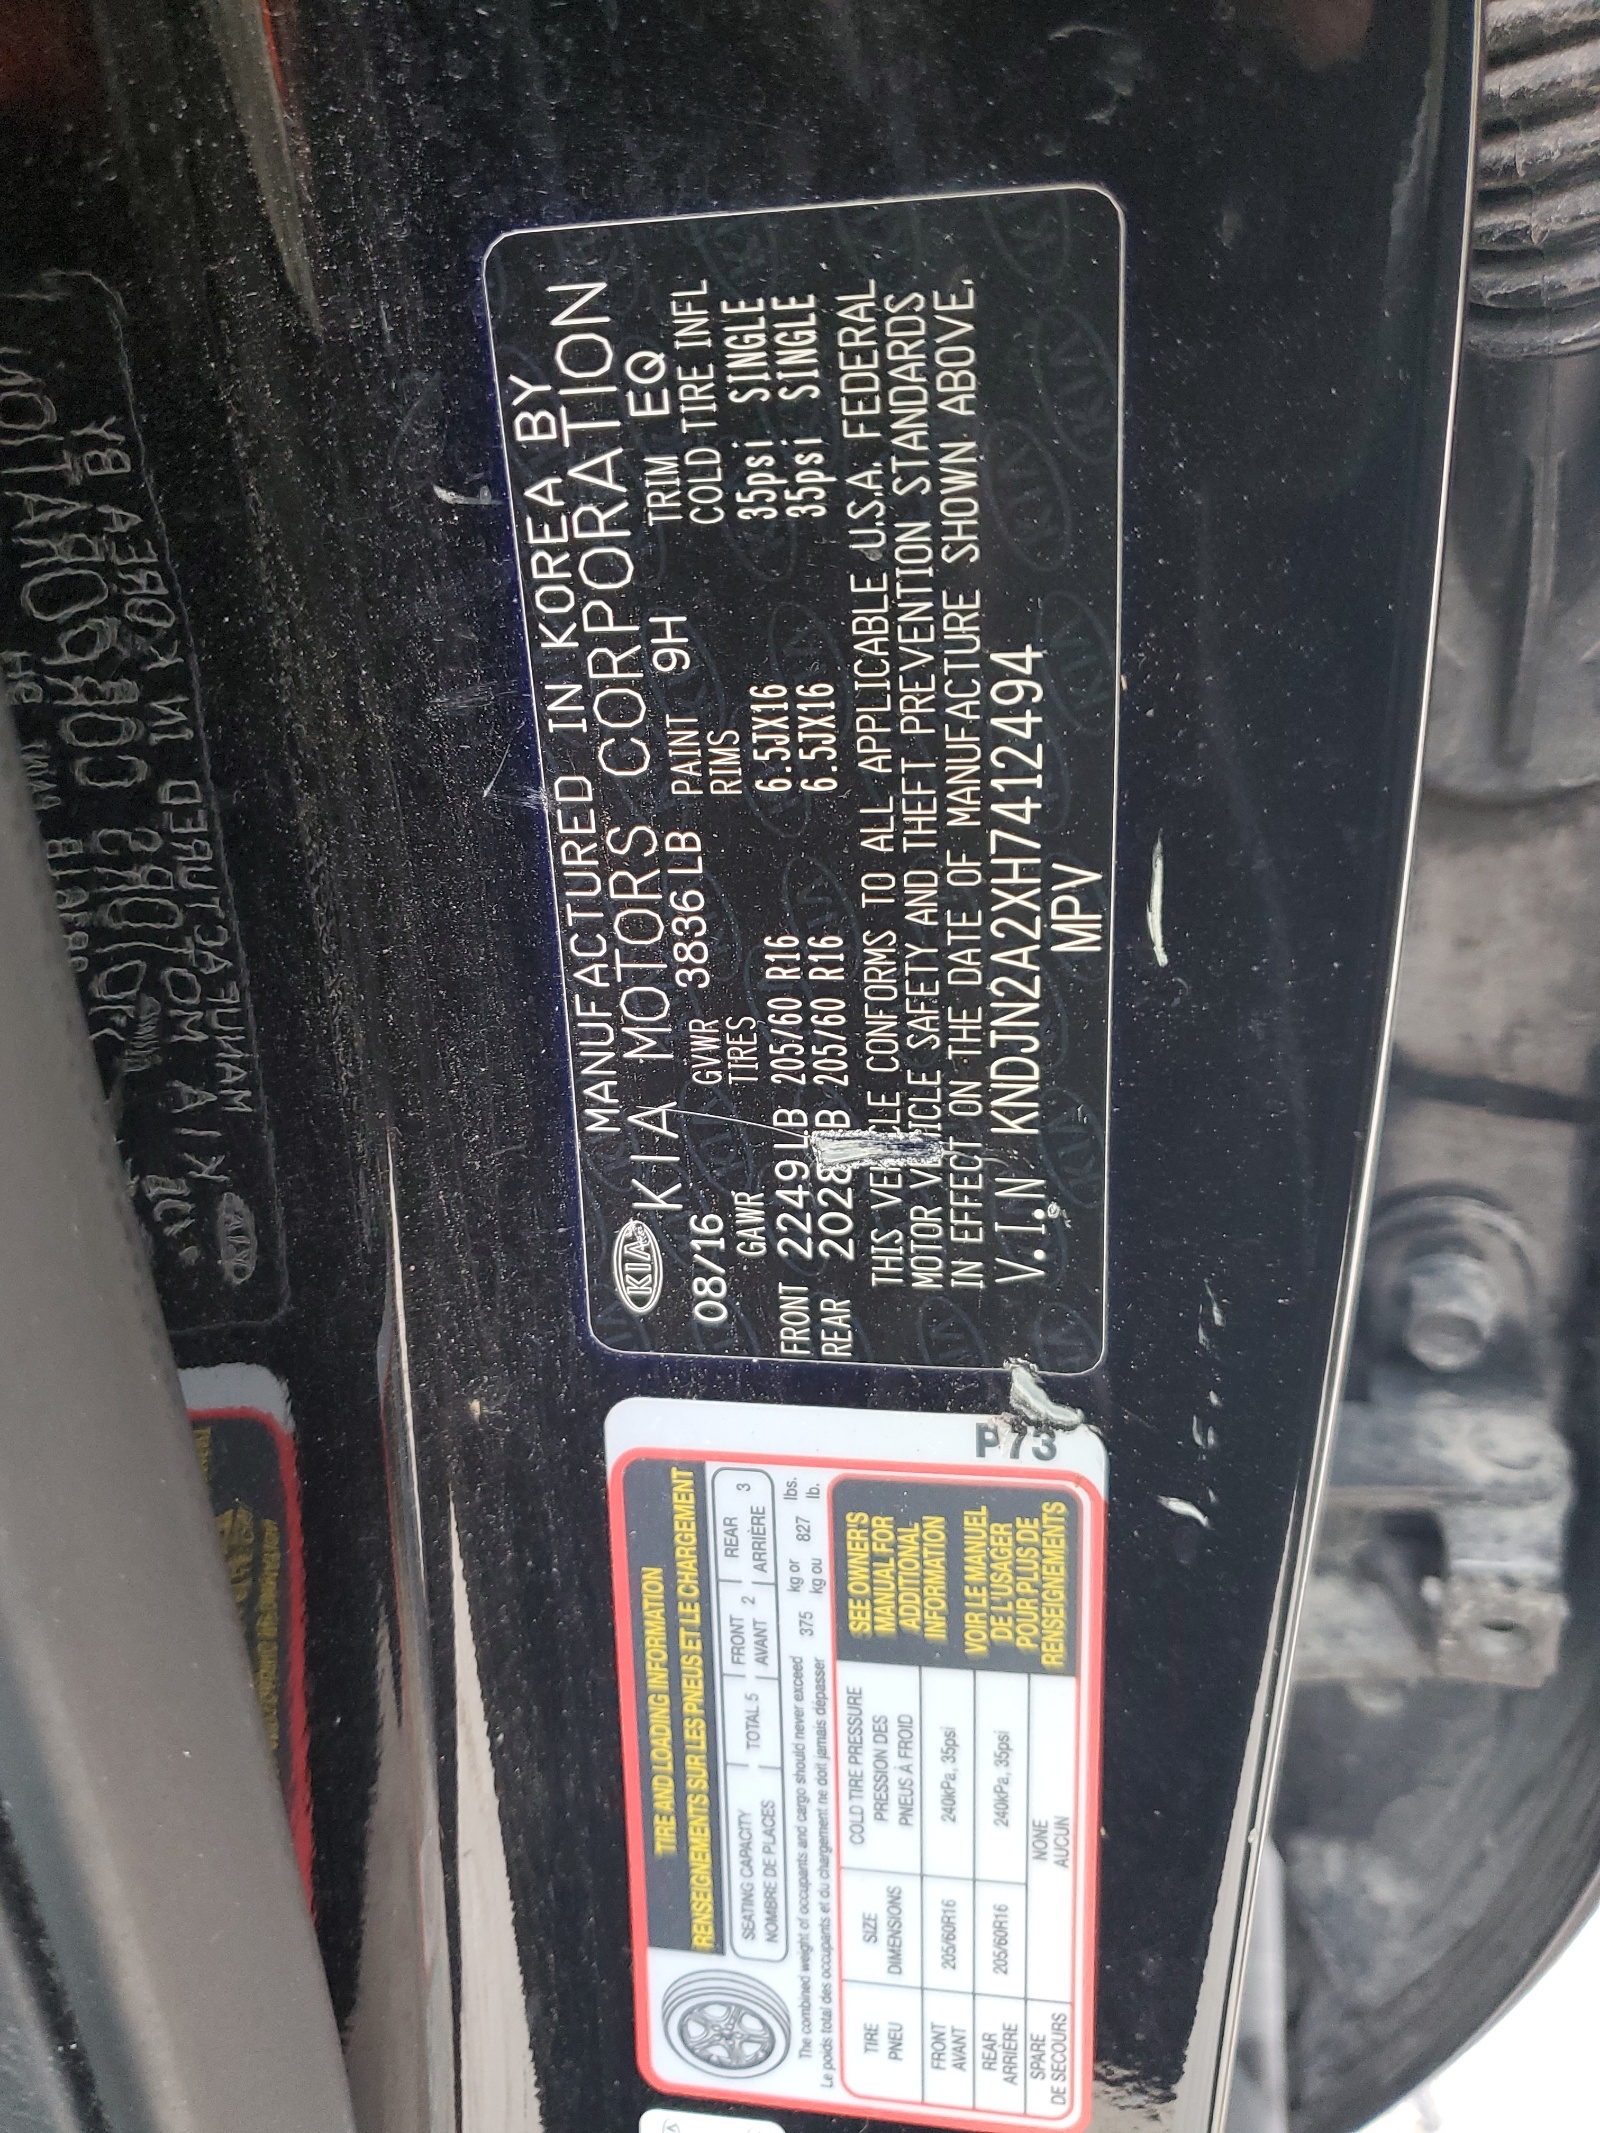 MANUFACTURED IN KOREA BY
KIA KIA MOTORS CORPORATION
08/16 GVWR 3836 LB PAINT 9H TRIM EQ
GAWR TIRES RIMS COLD TIRE INFL
FRONT 2249 LB 205/60 R16 6.5JX16 35psi SINGLE
REAR 2028 LB 205/60 R16 6.5JX16 35psi SINGLE
THIS VEHICLE CONFORMS TO ALL APPLICABLE U.S.A. FEDERAL
MOTOR VEHICLE SAFETY AND THEFT PREVENTION STANDARDS
IN EFFECT ON THE DATE OF MANUFACTURE SHOWN ABOVE.
V.I.N KNDJN2A2XH7412494
MPV
TIRE AND LOADING INFORMATION
RENSEIGNEMENTS SUR LES PNEUS ET LE CHARGEMENT
SEATING CAPACITY
NOMBRE DE PLACES
TOTAL 5
FRONT
AVANT
2
REAR
ARRIÈRE
3
The combined weight of occupants and cargo should never exceed 375 kg or 827 lbs.
Le poids total des occupants et du chargement ne doit jamais dépasser kg ou lb.
TIRE
PNEU
SIZE
DIMENSIONS
COLD TIRE PRESSURE
PRESSION DES
PNEUS À FROID
FRONT
AVANT
205/60R16
240kPa, 35psi
REAR
ARRIÈRE
205/60R16
240kPa, 35psi
SPARE
DE SECOURS
NONE
AUCUN
SEE OWNER'S
MANUAL FOR
ADDITIONAL
INFORMATION
VOIR LE MANUEL
DE L'USAGER
POUR PLUS DE
RENSEIGNEMENTS
P73